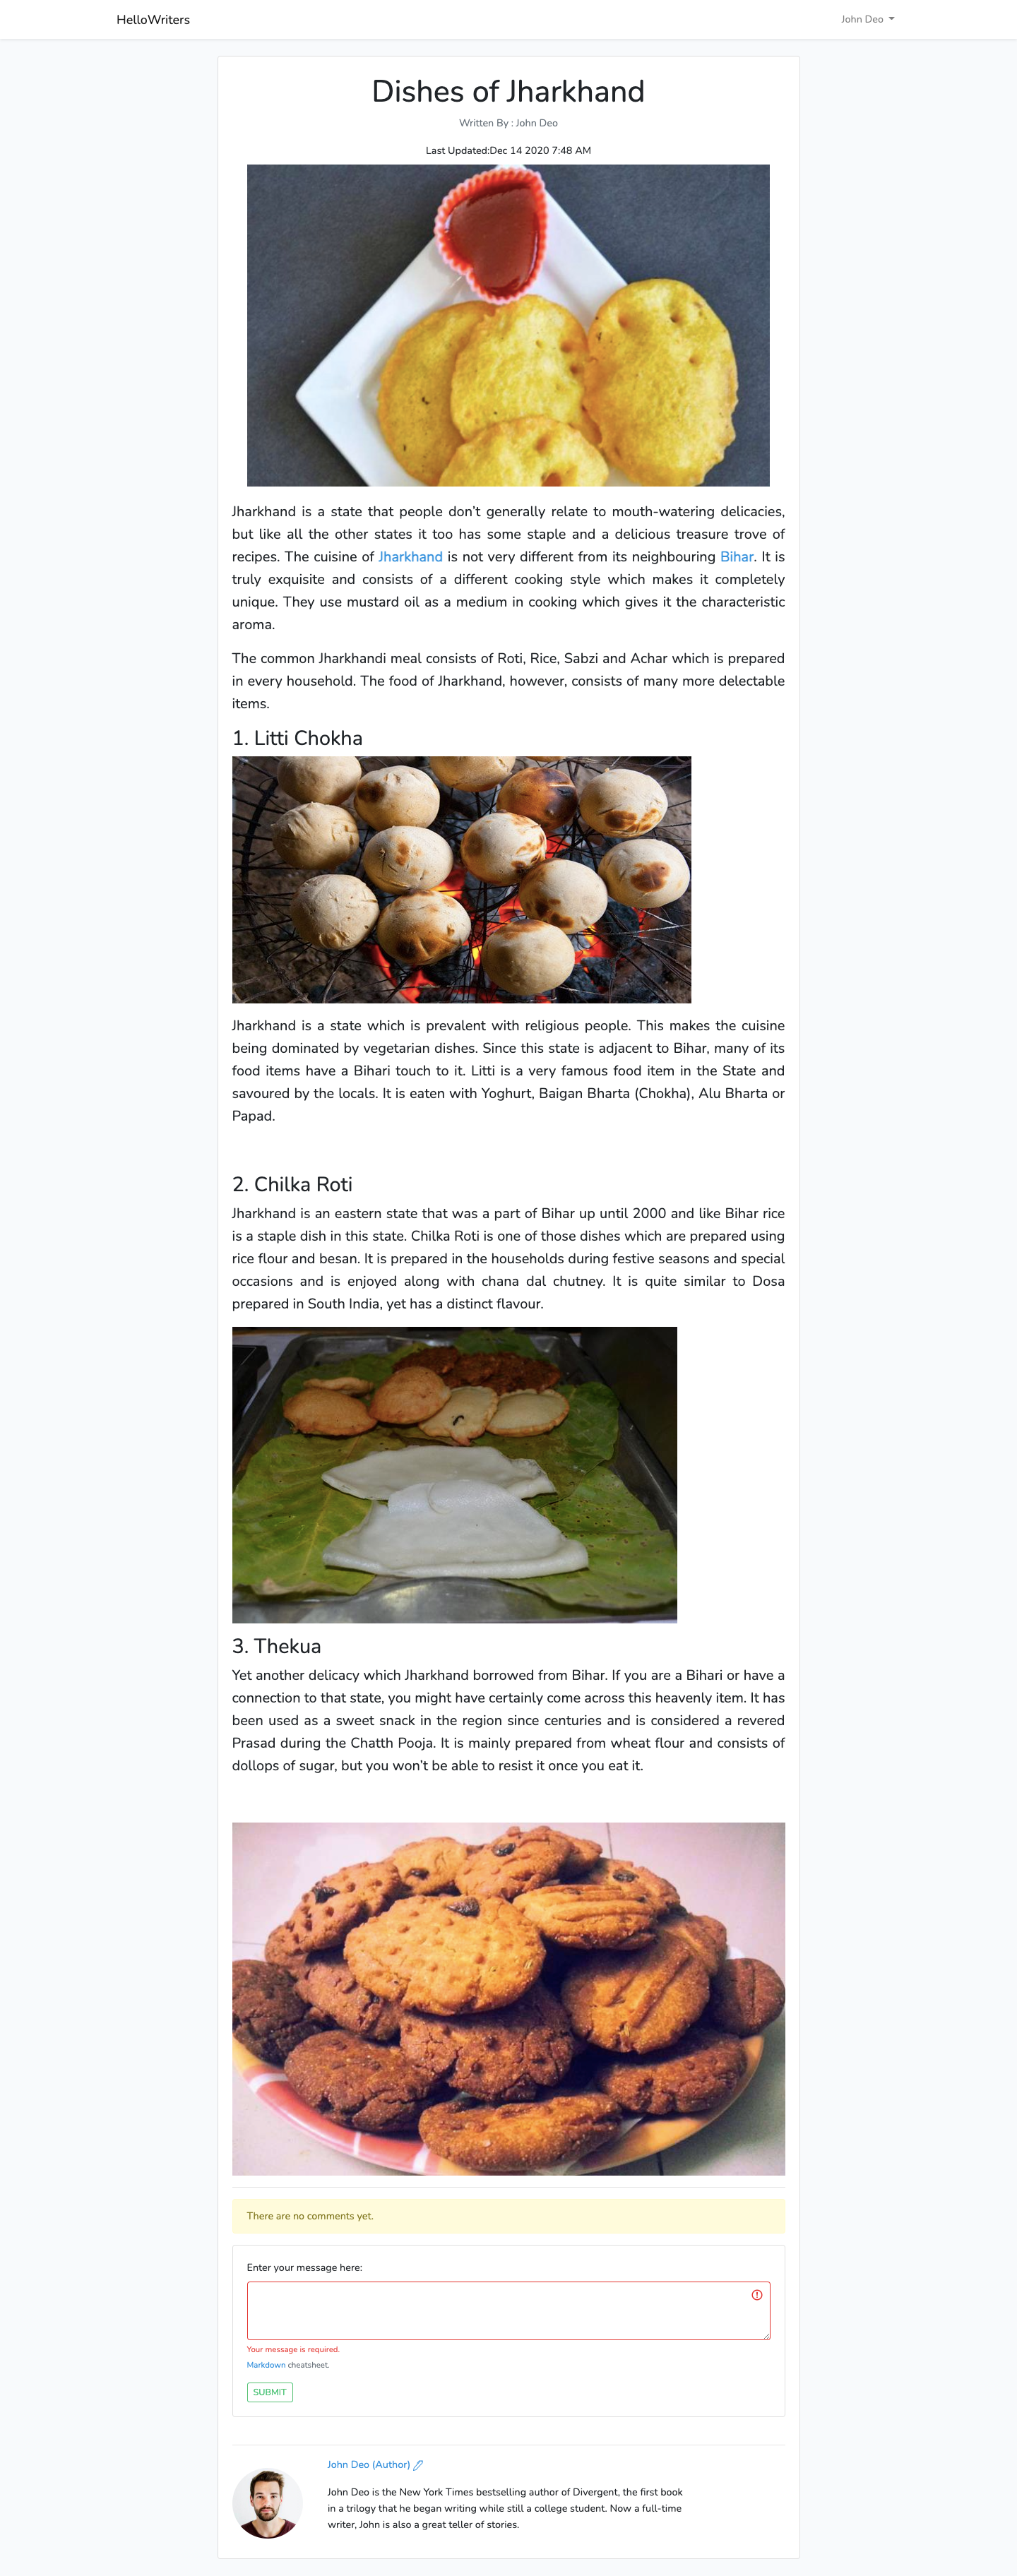 HelloWriters
John Deo
Dishes of Jharkhand
Written By : John Deo
Last Updated:Dec 14 2020 7:48 AM
Jharkhand is a state that people don’t generally relate to mouth-watering delicacies,
but like all the other states it too has some staple and a delicious treasure trove of
recipes. The cuisine of Jharkhand is not very different from its neighbouring Bihar. It is
truly exquisite and consists of a different cooking style which makes it completely
unique. They use mustard oil as a medium in cooking which gives it the characteristic
aroma.
The common Jharkhandi meal consists of Roti, Rice, Sabzi and Achar which is prepared
in every household. The food of Jharkhand, however, consists of many more delectable
items.
1. Litti Chokha
Jharkhand is a state which is prevalent with religious people. This makes the cuisine
being dominated by vegetarian dishes. Since this state is adjacent to Bihar, many of its
food items have a Bihari touch to it. Litti is a very famous food item in the State and
savoured by the locals. It is eaten with Yoghurt, Baigan Bharta (Chokha), Alu Bharta or
Papad.
2. Chilka Roti
Jharkhand is an eastern state that was a part of Bihar up until 2000 and like Bihar rice
is a staple dish in this state. Chilka Roti is one of those dishes which are prepared using
rice flour and besan. It is prepared in the households during festive seasons and special
occasions and is enjoyed along with chana dal chutney. It is quite similar to Dosa
prepared in South India, yet has a distinct flavour.
3. Thekua
Yet another delicacy which Jharkhand borrowed from Bihar. If you are a Bihari or have a
connection to that state, you might have certainly come across this heavenly item. It has
been used as a sweet snack in the region since centuries and is considered a revered
Prasad during the Chatth Pooja. It is mainly prepared from wheat flour and consists of
dollops of sugar, but you won’t be able to resist it once you eat it.
There are no comments yet.
Enter your message here:
Your message is required.
Markdown cheatsheet.
SUBMIT
John Deo (Author)
John Deo is the New York Times bestselling author of Divergent, the first book
in a trilogy that he began writing while still a college student. Now a full-time
writer, John is also a great teller of stories.